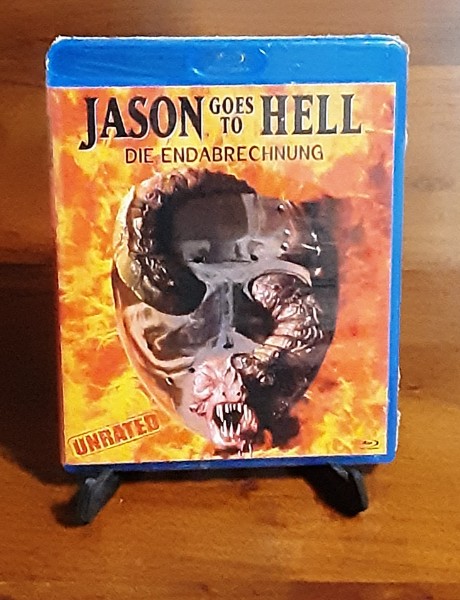 JASON GOES TO HELL
DIE ENDABRECHNUNG
UNRATED